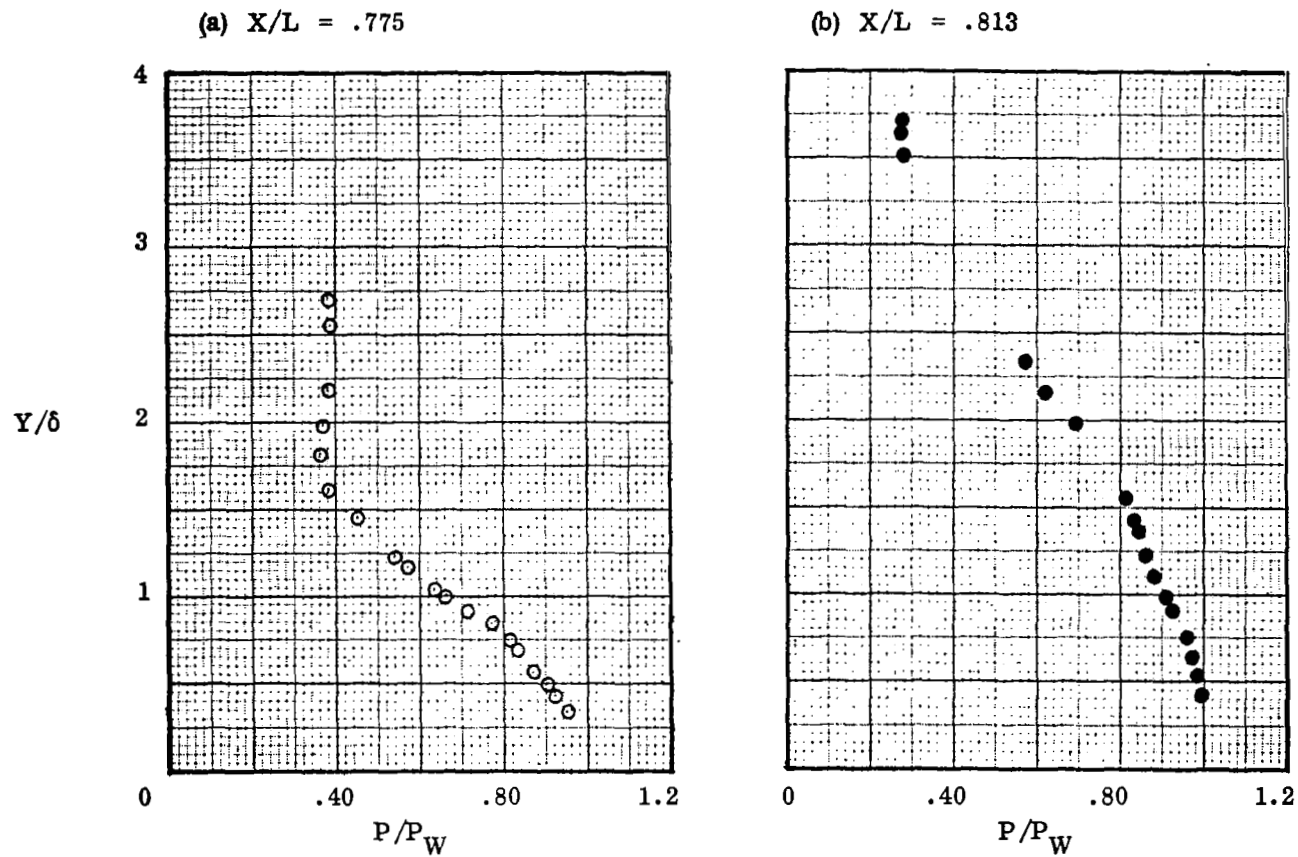 (a) X/L = .775
(b) X/L = .813
4
3
2
1
Y/δ
0 .40 .80 1.2
P/P_W
0 .40 .80 1.2
P/P_W